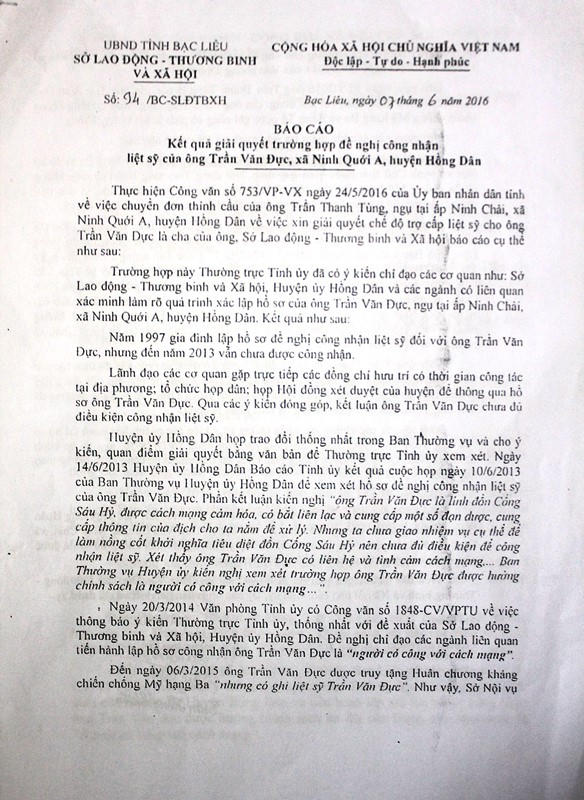 UBND TỈNH BẠC LIÊU
SỞ LAO ĐỘNG - THƯƠNG BINH
VÀ XÃ HỘI
CỘNG HÒA XÃ HỘI CHỦ NGHĨA VIỆT NAM
Độc lập - Tự do - Hạnh phúc
Số: 94 /BC-SLĐTBXH
Bạc Liêu, ngày 07 tháng 6 năm 2016
BÁO CÁO
Kết quả giải quyết trường hợp đề nghị công nhận
liệt sỹ của ông Trần Văn Đực, xã Ninh Quới A, huyện Hồng Dân
Thực hiện Công văn số 753/VP-VX ngày 24/5/2016 của Ủy ban nhân dân tỉnh
về việc chuyển đơn thỉnh cầu của ông Trần Thanh Tùng, ngụ tại ấp Ninh Chài, xã
Ninh Quới A, huyện Hồng Dân về việc xin giải quyết chế độ trợ cấp liệt sỹ cho ông
Trần Văn Dực là cha của ông, Sở Lao động - Thương binh và Xã hội báo cáo cụ thể
như sau:
Trường hợp này Thường trực Tỉnh ủy đã có ý kiến chỉ đạo các cơ quan như: Sở
Lao động - Thương binh và Xã hội, Huyện ủy Hồng Dân và các ngành có liên quan
xác minh làm rõ quá trình xác lập hồ sơ của ông Trần Văn Đực, ngụ tại ấp Ninh Chài,
xã Ninh Quới A, huyện Hồng Dân. Kết quả như sau:
Năm 1997 gia đình lập hồ sơ đề nghị công nhận liệt sỹ đối với ông Trần Văn
Dực, nhưng đến năm 2013 vẫn chưa được công nhận.
Lãnh đạo các cơ quan gặp trực tiếp các đồng chí hưu trí có thời gian công tác
tại địa phương; tổ chức họp dân; họp Hội đồng xét duyệt của huyện để thông qua hồ
sơ ông Trần Văn Đực. Qua các ý kiến đóng góp, kết luận ông Trần Văn Đực chưa đủ
điều kiện công nhận liệt sỹ.
Huyện ủy Hồng Dân họp trao đổi thống nhất trong Ban Thường vụ và cho ý
kiến, quan điểm giải quyết bằng văn bản để Thường trực Tỉnh ủy xem xét. Ngày
14/6/2013 Huyện ủy Hồng Dân Báo cáo Tỉnh ủy kết quả cuộc họp ngày 10/6/2013
của Ban Thường vụ Huyện ủy Hồng Dân để xem xét hồ sơ đề nghị công nhận liệt sỹ
của ông Trần Văn Đực. Phần kết luận kiến nghị "ông Trần Văn Đực là lính đồn Cống
Sáu Hỷ, được cách mạng cảm hóa, có bắt liên lạc và cung cấp một số đạn dược, cung
cấp thông tin của địch cho ta nắm để xử lý. Nhưng ta chưa giao nhiệm vụ cụ thể để
làm nồng cốt khởi nghĩa tiêu diệt đồn Cống Sáu Hỷ nên chưa đủ điều kiện để công
nhận liệt sỹ. Xét thấy ông Trần Văn Đực có liên hệ và tình cảm cách mạng,... Ban
Thường vụ Huyện ủy kiến nghị xem xét trường hợp ông Trần Văn Đực được hưởng
chính sách là người có công với cách mạng... ".
Ngày 20/3/2014 Văn phòng Tỉnh ủy có Công văn số 1848-CV/VPTU về việc
thông báo ý kiến Thường trực Tỉnh ủy, thống nhất với đề xuất của Sở Lao động -
Thương binh và Xã hội, Huyện ủy Hồng Dân. Đề nghị chỉ đạo các ngành liên quan
tiến hành lập hồ sơ công nhận ông Trần Văn Đực là "người có công với cách mạng".
Đến ngày 06/3/2015 ông Trần Văn Đực được truy tặng Huân chương kháng
chiến chống Mỹ hạng Ba "nhưng có ghi liệt sỹ Trần Văn Đực". Như vậy, Sở Nội vụ